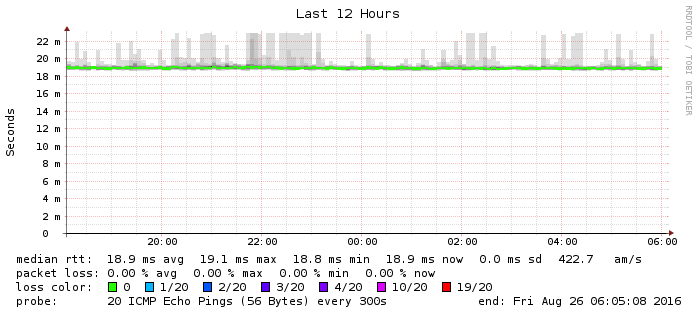 Last 12 Hours
RRDTOOL / TOBI OETIKER
Seconds
22 m
20 m
18 m
16 m
14 m
12 m
10 m
8 m
6 m
4 m
2 m
0
20:00 22:00 00:00 02:00 04:00 06:00
median rtt: 18.9 ms avg 19.1 ms max 18.8 ms min 18.9 ms now 0.0 ms sd 422.7 am/s
packet loss: 0.00 % avg 0.00 % max 0.00 % min 0.00 % now
loss color: 0 1/20 2/20 3/20 4/20 10/20 19/20
probe: 20 ICMP Echo Pings (56 Bytes) every 300s end: Fri Aug 26 06:05:08 2016